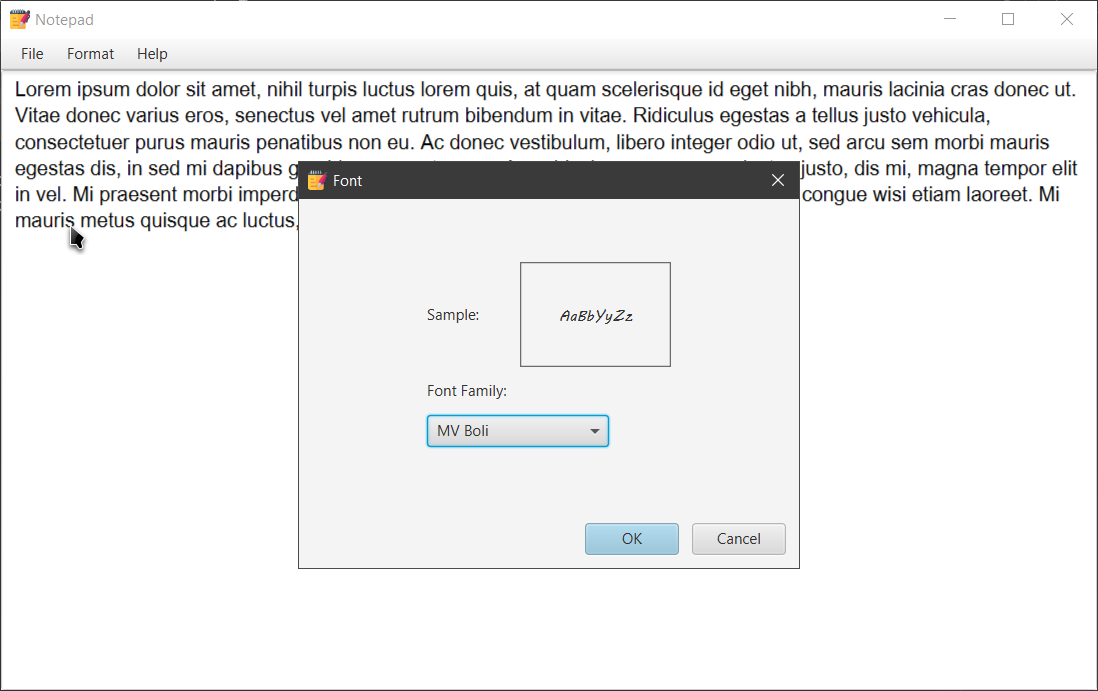 Notepad
File Format Help
Lorem ipsum dolor sit amet, nihil turpis luctus lorem quis, at quam scelerisque id eget nibh, mauris lacinia cras donec ut.
Vitae donec varius eros, senectus vel amet rutrum bibendum in vitae. Ridiculus egestas a tellus justo vehicula,
consectetuer purus mauris penatibus non eu. Ac donec vestibulum, libero integer odio ut, sed arcu sem morbi mauris
egestas dis, in sed mi dapibus justo, dis mi, magna tempor elit
in vel. Mi praesent morbi congue wisi etiam laoreet. Mi
mauris metus quisque ac luctus,
Font
Sample:
AaBbYyZz
Font Family:
MV Boli
OK Cancel